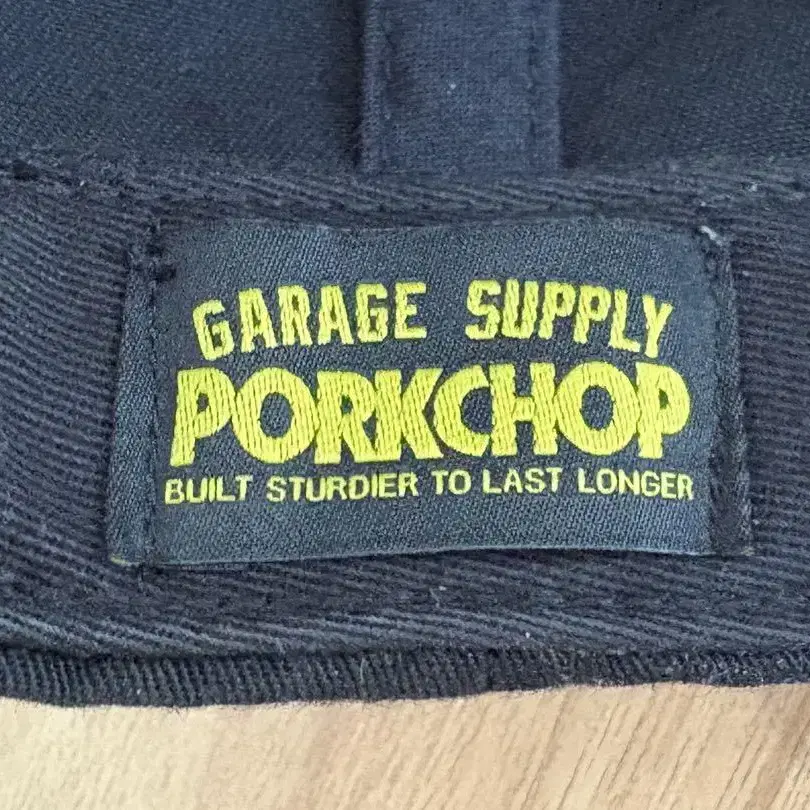 GARAGE SUPPLY
PORKCHOP
BUILT STURDIER TO LAST LONGER